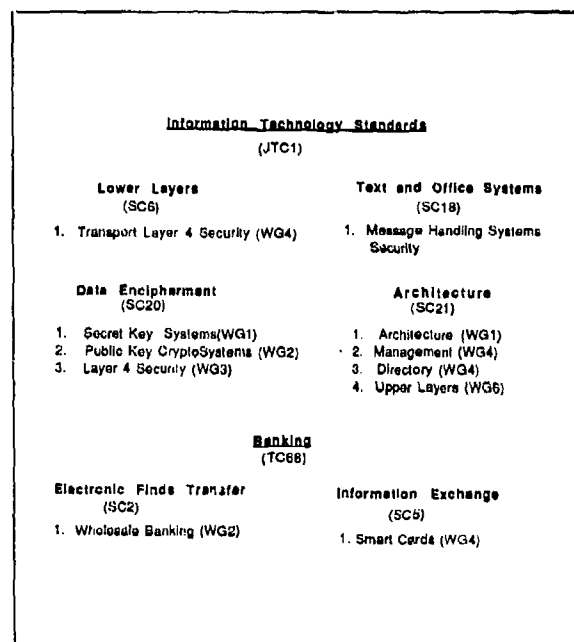 Information Technology Standards
(JTC1)
Lower Layers
(SC6)
1. Transport Layer 4 Security (WG4)
Text and Office Systems
(SC18)
1. Message Handling Systems
Security
Data Encipherment
(SC20)
1. Secret Key Systems(WG1)
2. Public Key CryptoSystems (WG2)
3. Layer 4 Security (WG3)
Architecture
(SC21)
1. Architecture (WG1)
2. Management (WG4)
3. Directory (WG4)
4. Upper Layers (WG6)
Banking
(TC68)
Electronic Finds Transfer
(SC2)
1. Wholesale Banking (WG2)
Information Exchange
(SC5)
1. Smart Cards (WG4)